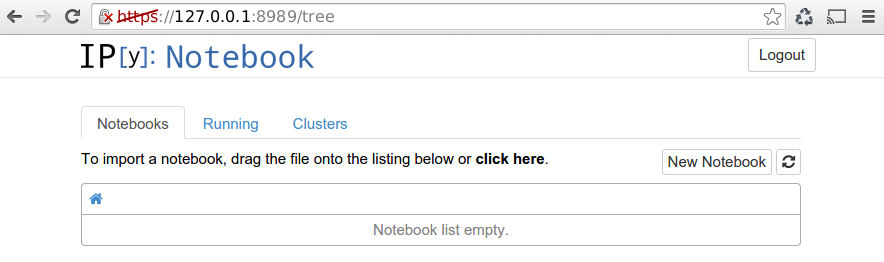 https://127.0.0.1:8989/tree
IP[y]: Notebook
Logout
Notebooks Running Clusters
To import a notebook, drag the file onto the listing below or click here.
New Notebook
Notebook list empty.